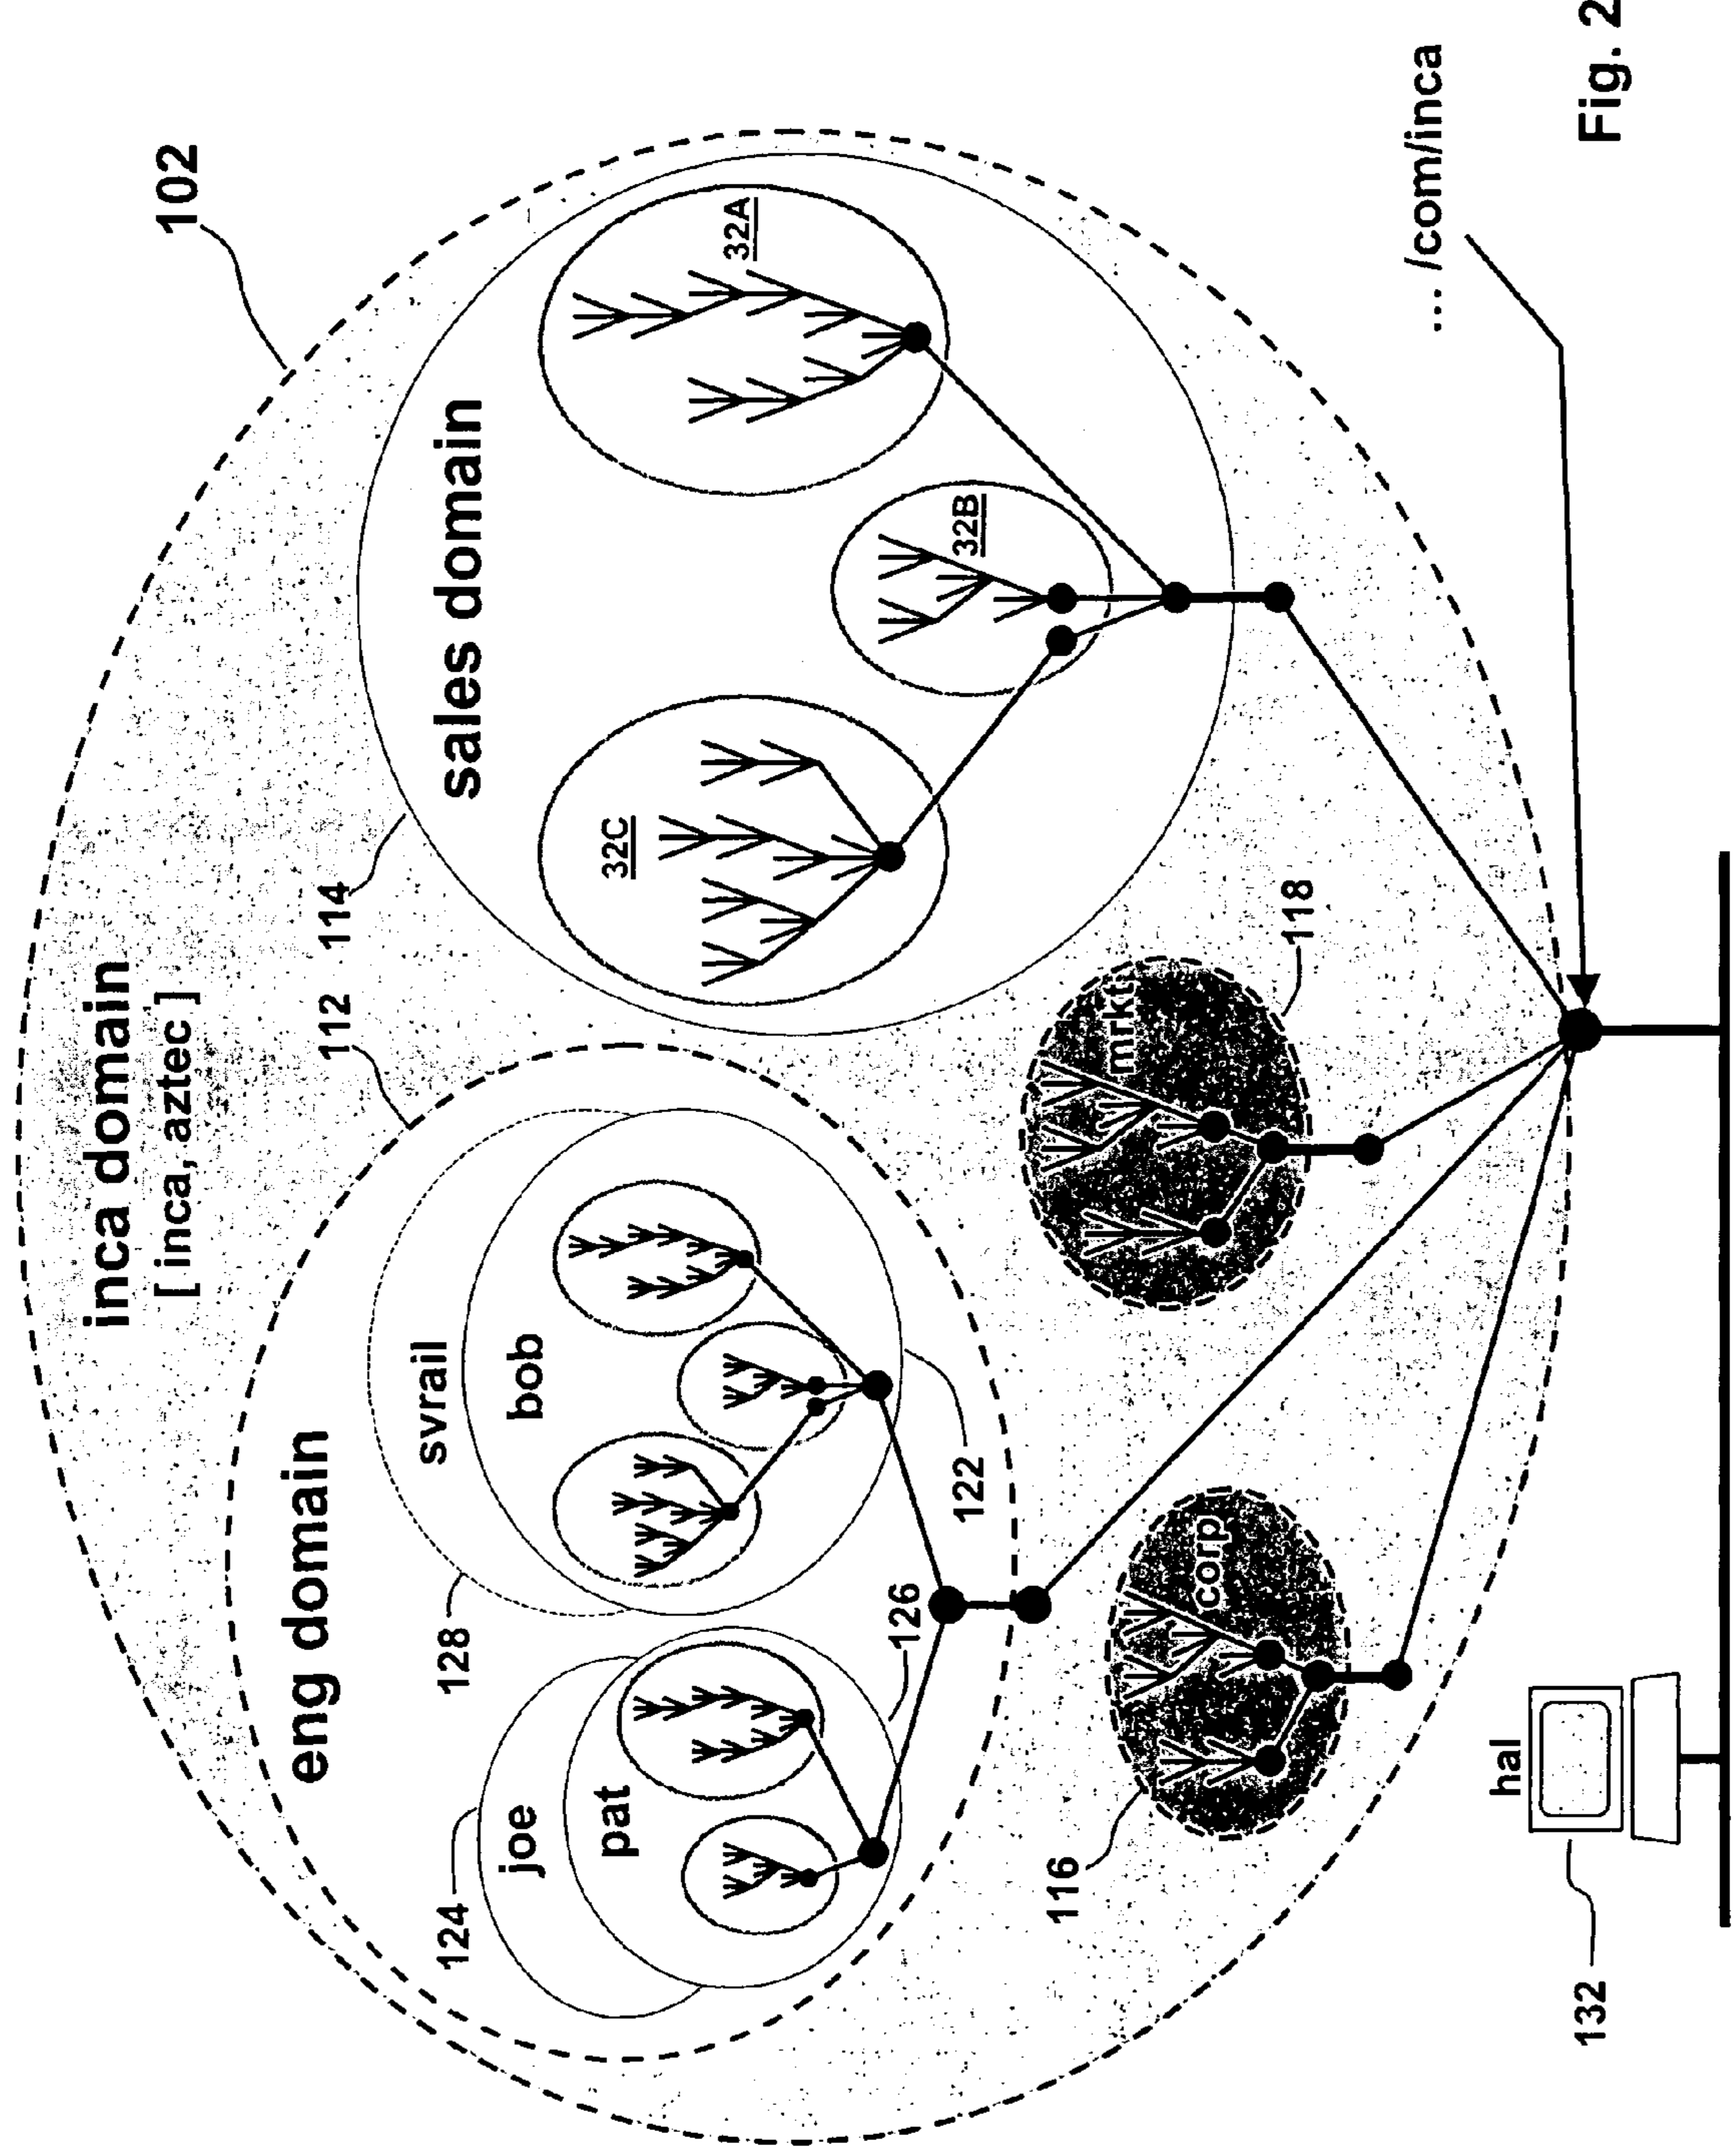 inca domain
[ inca, aztec ]
102
112
114
eng domain
sales domain
svrail
bob
joe
pat
124
128
126
122
32C
32B
32A
116
corp
mrkt
118
hal
132
.... /com/inca
Fig. 2